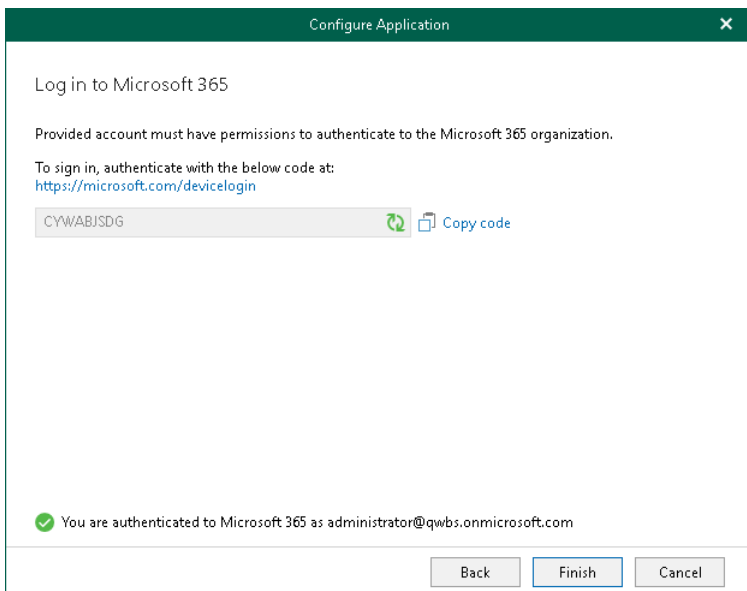 Configure Application
Log in to Microsoft 365
Provided account must have permissions to authenticate to the Microsoft 365 organization.
To sign in, authenticate with the below code at:
https://microsoft.com/devicelogin
CYWABJSDG
Copy code
You are authenticated to Microsoft 365 as administrator@qwbs.onmicrosoft.com
Back
Finish
Cancel